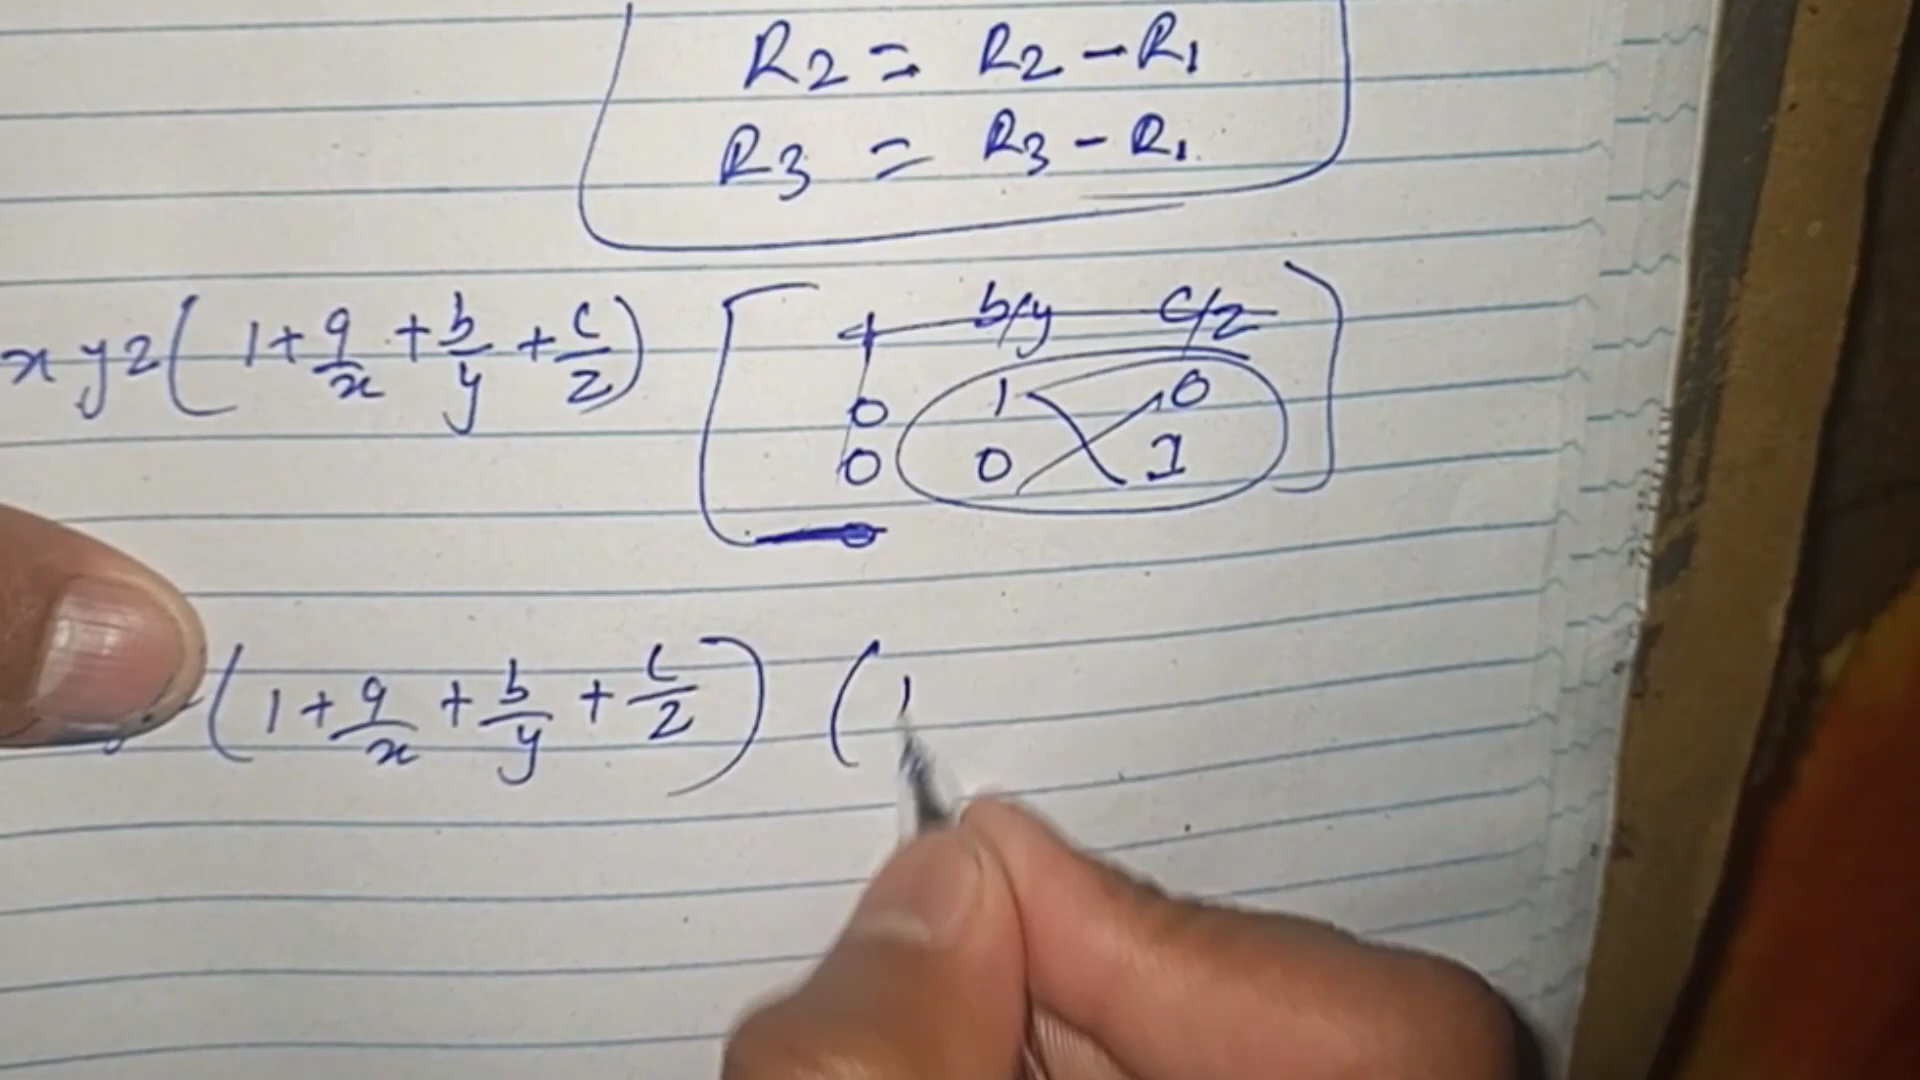 R2 = R2 - R1
R3 = R3 - R1
xyz(1 + a/x + b/y + c/z) [1 b/y c/z
0 1 0
0 0 1]
(1 + a/x + b/y + c/z) (1